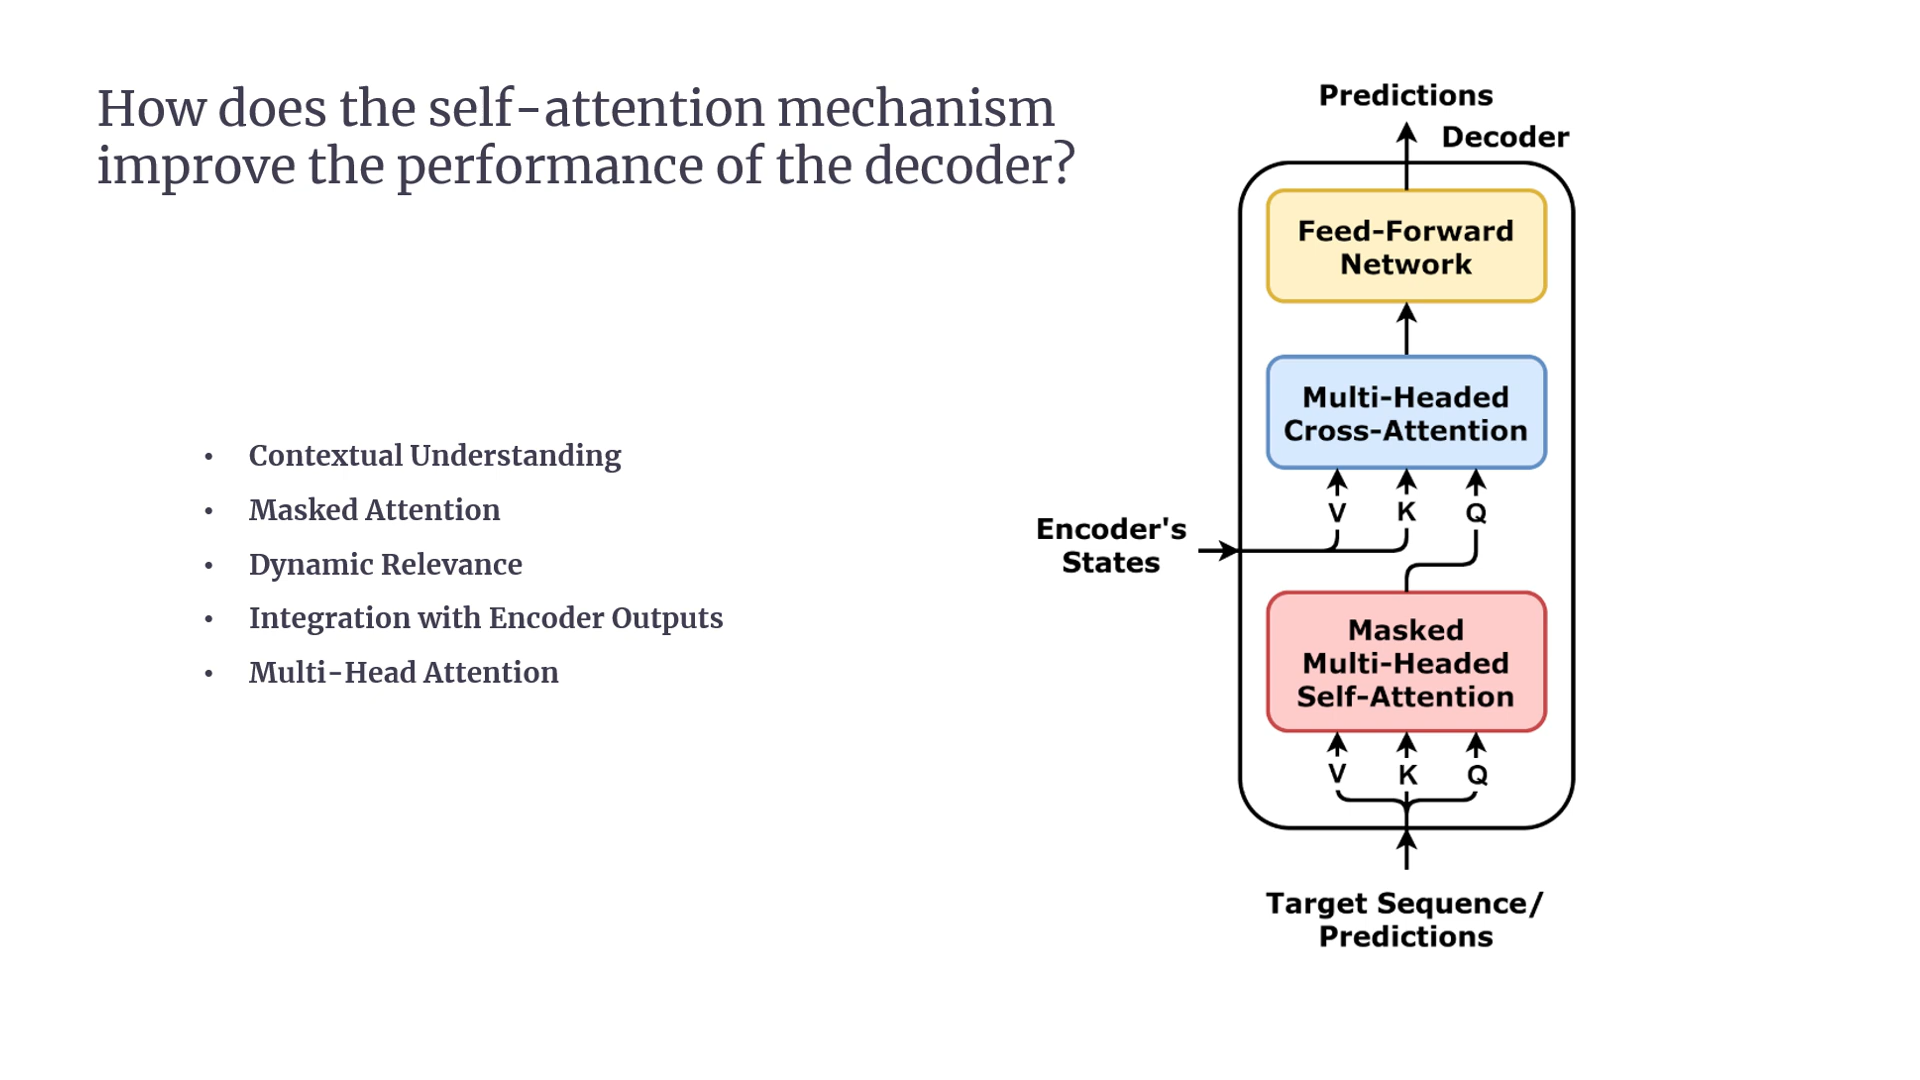 How does the self-attention mechanism
improve the performance of the decoder?
• Contextual Understanding
• Masked Attention
• Dynamic Relevance
• Integration with Encoder Outputs
• Multi-Head Attention
Predictions
Decoder
Feed-Forward
Network
Multi-Headed
Cross-Attention
V K Q
Encoder's
States
Masked
Multi-Headed
Self-Attention
V K Q
Target Sequence/
Predictions